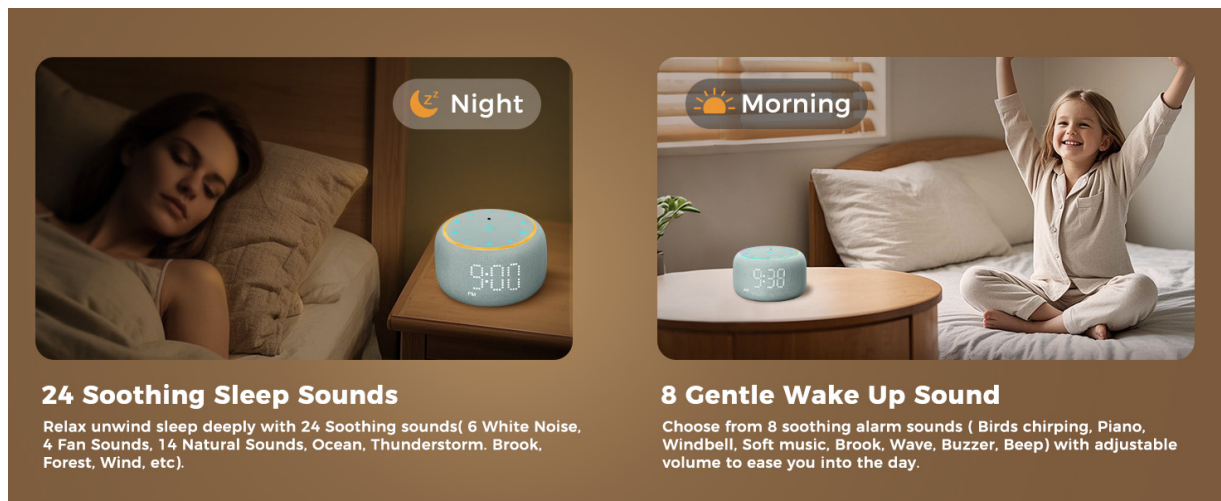 Night
9:00
PM
24 Soothing Sleep Sounds
Relax unwind sleep deeply with 24 Soothing sounds( 6 White Noise,
4 Fan Sounds, 14 Natural Sounds, Ocean, Thunderstorm. Brook,
Forest, Wind, etc).
Morning
9:30
8 Gentle Wake Up Sound
Choose from 8 soothing alarm sounds ( Birds chirping, Piano,
Windbell, Soft music, Brook, Wave, Buzzer, Beep) with adjustable
volume to ease you into the day.